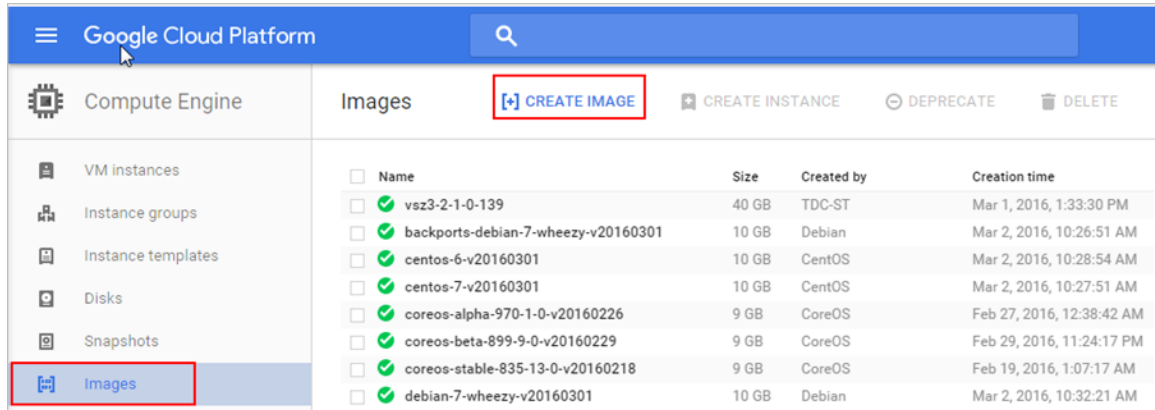 Google Cloud Platform
Compute Engine
Images [+] CREATE IMAGE CREATE INSTANCE DEPRECATE DELETE
VM instances
Instance groups
Instance templates
Disks
Snapshots
Images
Name Size Created by Creation time
vsz3-2-1-0-139 40 GB TDC-ST Mar 1, 2016, 1:33:30 PM
backports-debian-7-wheezy-v20160301 10 GB Debian Mar 2, 2016, 10:26:51 AM
centos-6-v20160301 10 GB CentOS Mar 2, 2016, 10:28:54 AM
centos-7-v20160301 10 GB CentOS Mar 2, 2016, 10:27:51 AM
coreos-alpha-970-1-0-v20160226 9 GB CoreOS Feb 27, 2016, 12:38:42 AM
coreos-beta-899-9-0-v20160229 9 GB CoreOS Feb 29, 2016, 11:24:17 PM
coreos-stable-835-13-0-v20160218 9 GB CoreOS Feb 19, 2016, 1:07:17 AM
debian-7-wheezy-v20160301 10 GB Debian Mar 2, 2016, 10:32:21 AM